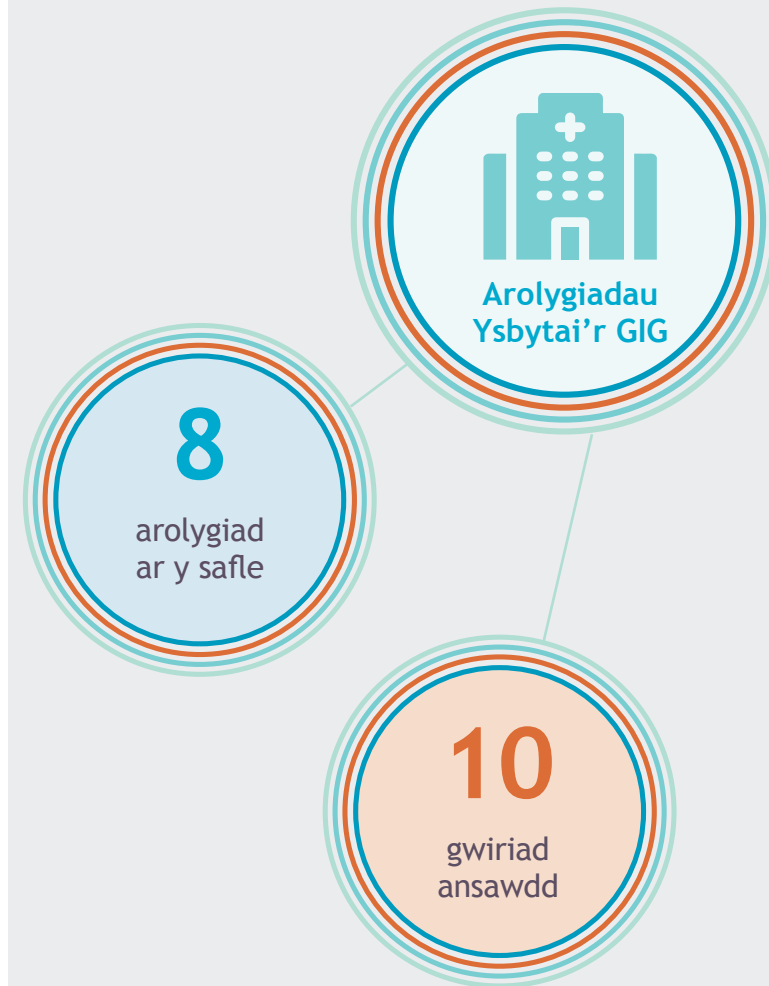 Arolygiadau
Ysbytai’r GIG
8
arolygiad
ar y safle
10
gwiriad
ansawdd